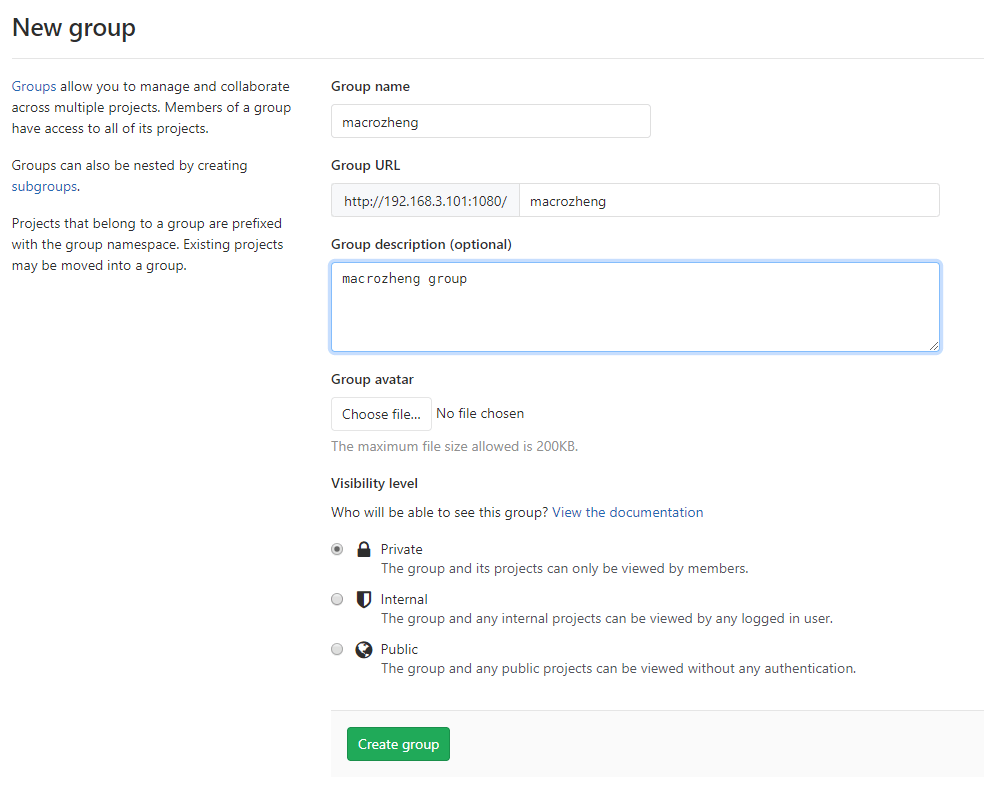 New group
Groups allow you to manage and collaborate
across multiple projects. Members of a group
have access to all of its projects.
Groups can also be nested by creating
subgroups.
Projects that belong to a group are prefixed
with the group namespace. Existing projects
may be moved into a group.
Group name
macrozheng
Group URL
http://192.168.3.101:1080/ macrozheng
Group description (optional)
macrozheng group
Group avatar
Choose file... No file chosen
The maximum file size allowed is 200KB.
Visibility level
Who will be able to see this group? View the documentation
Private
The group and its projects can only be viewed by members.
Internal
The group and any internal projects can be viewed by any logged in user.
Public
The group and any public projects can be viewed without any authentication.
Create group